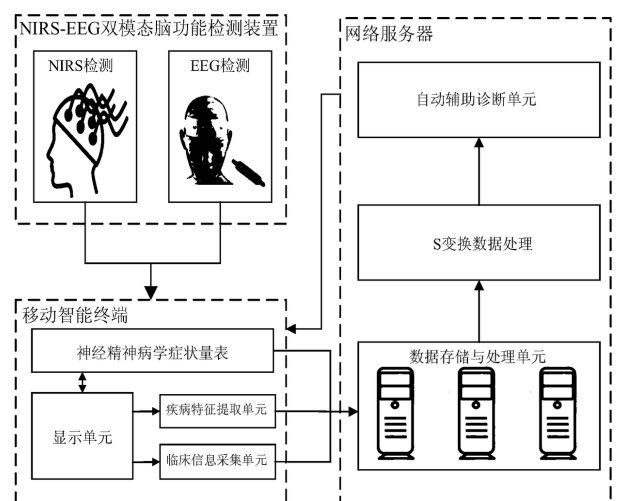 NIRS-EEG双模态脑功能检测装置
NIRS检测
EEG检测
移动智能终端
神经精神病学症状量表
显示单元
疾病特征提取单元
临床信息采集单元
网络服务器
自动辅助诊断单元
S变换数据处理
数据存储与处理单元